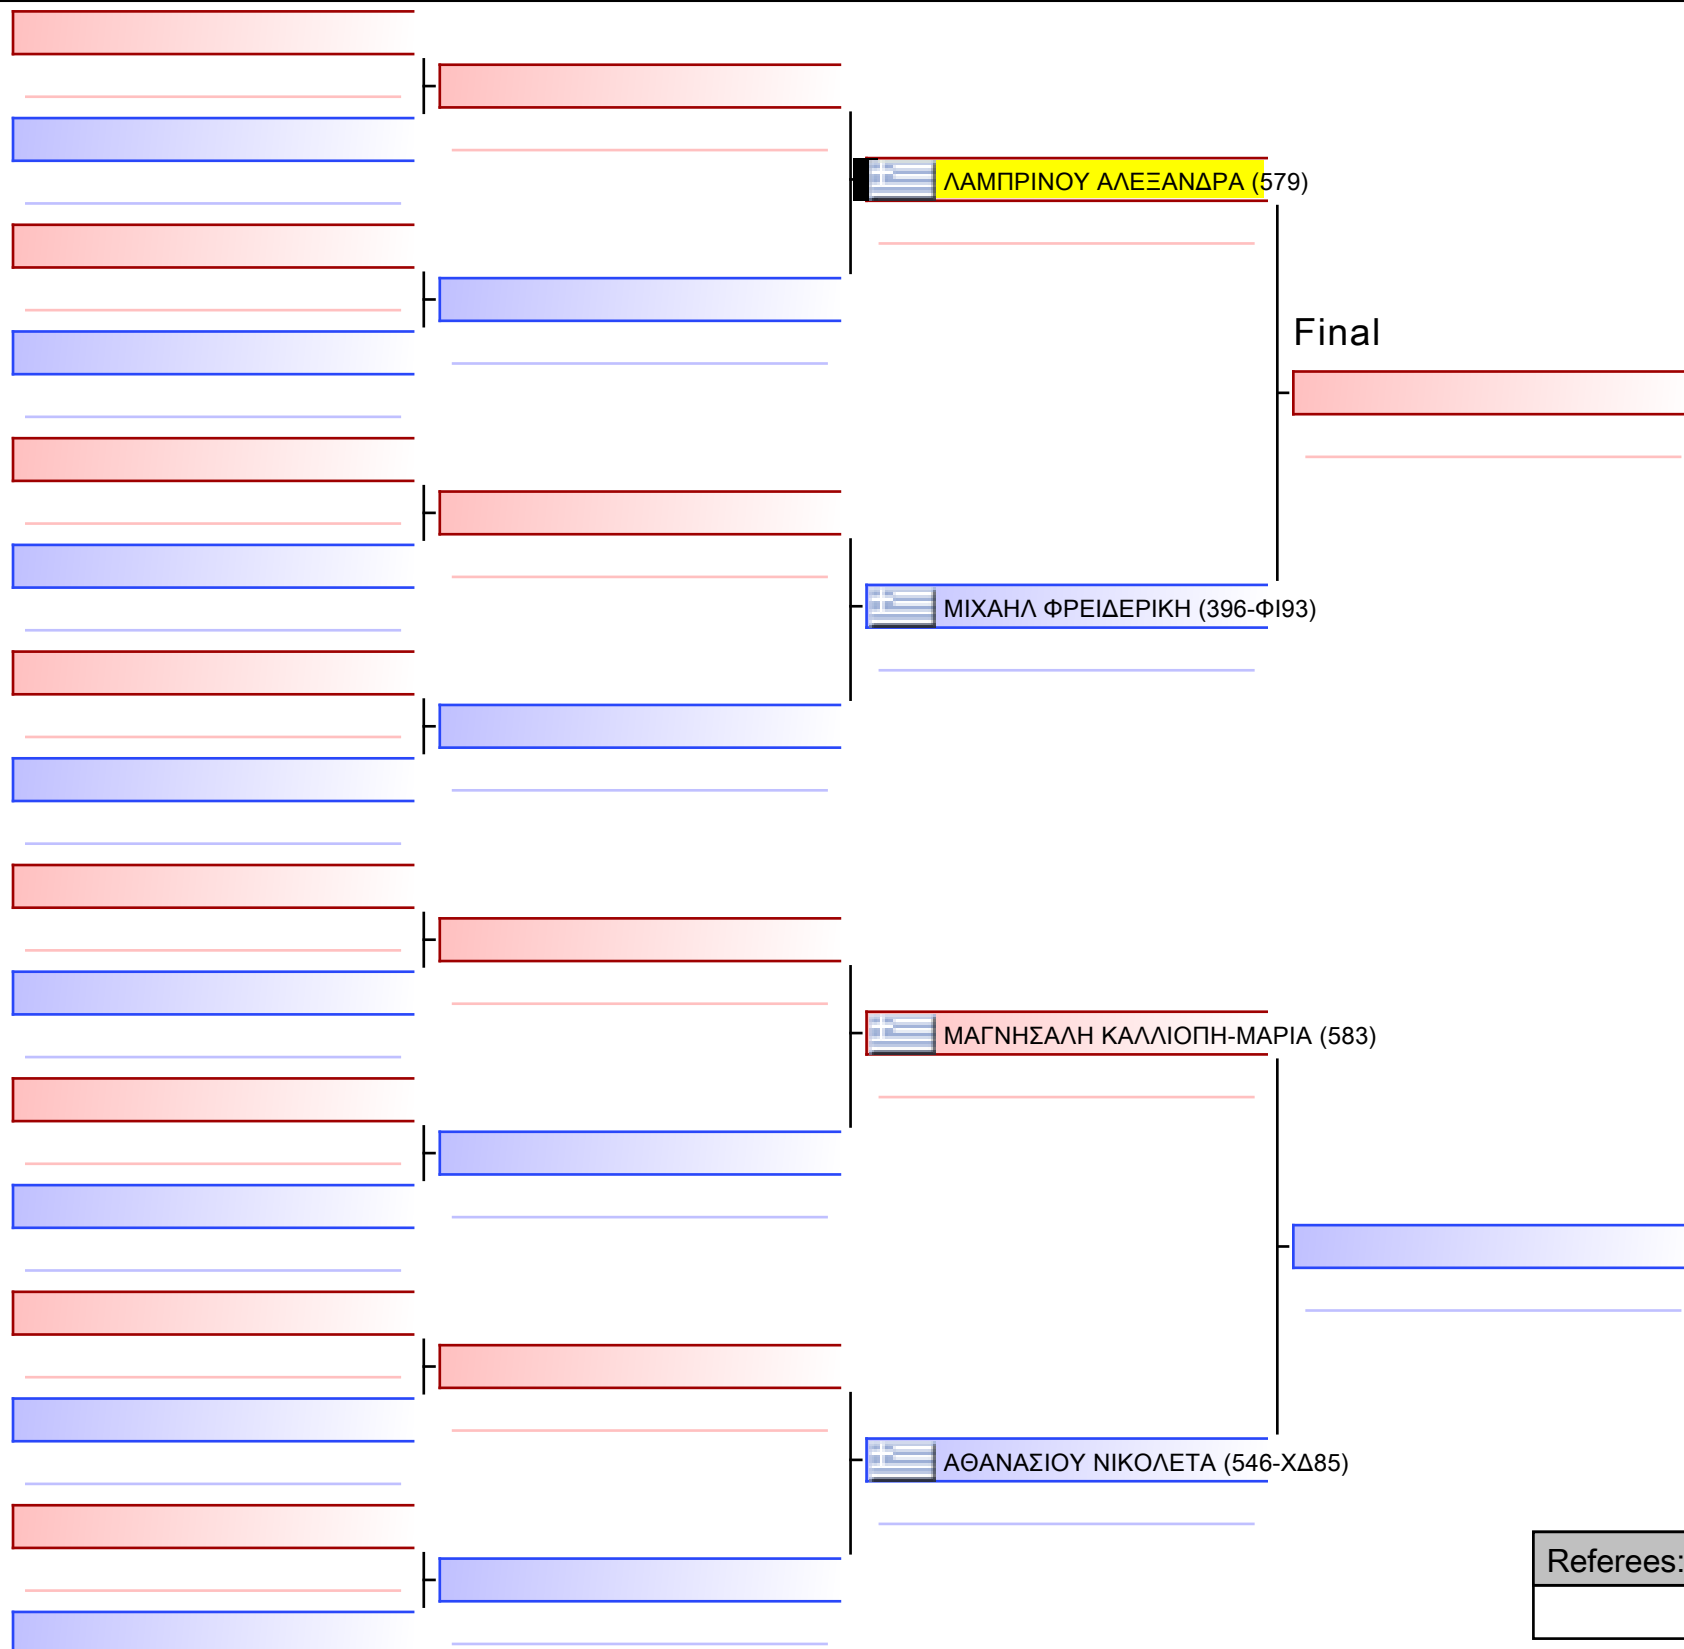 ΛΑΜΠΡΙΝΟΥ ΑΛΕΞΑΝΔΡΑ (579)
Final
ΜΙΧΑΗΛ ΦΡΕΙΔΕΡΙΚΗ (396-ΦΙ93)
ΜΑΓΝΗΣΑΛΗ ΚΑΛΛΙΟΠΗ-ΜΑΡΙΑ (583)
ΑΘΑΝΑΣΙΟΥ ΝΙΚΟΛΕΤΑ (546-ΧΔ85)
Referees: